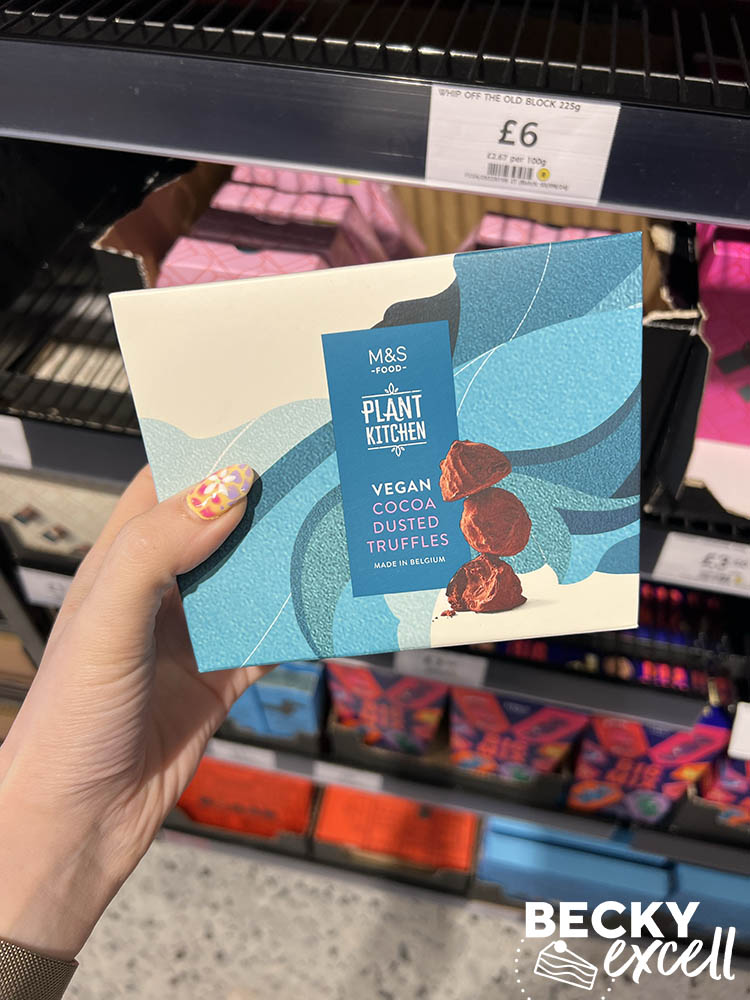 WHIP OFF THE OLD BLOCK 225g
£6
£2.67 per 100g
M&S
-FOOD-
PLANT
KITCHEN
VEGAN
COCOA
DUSTED
TRUFFLES
MADE IN BELGIUM
BECKY
excell